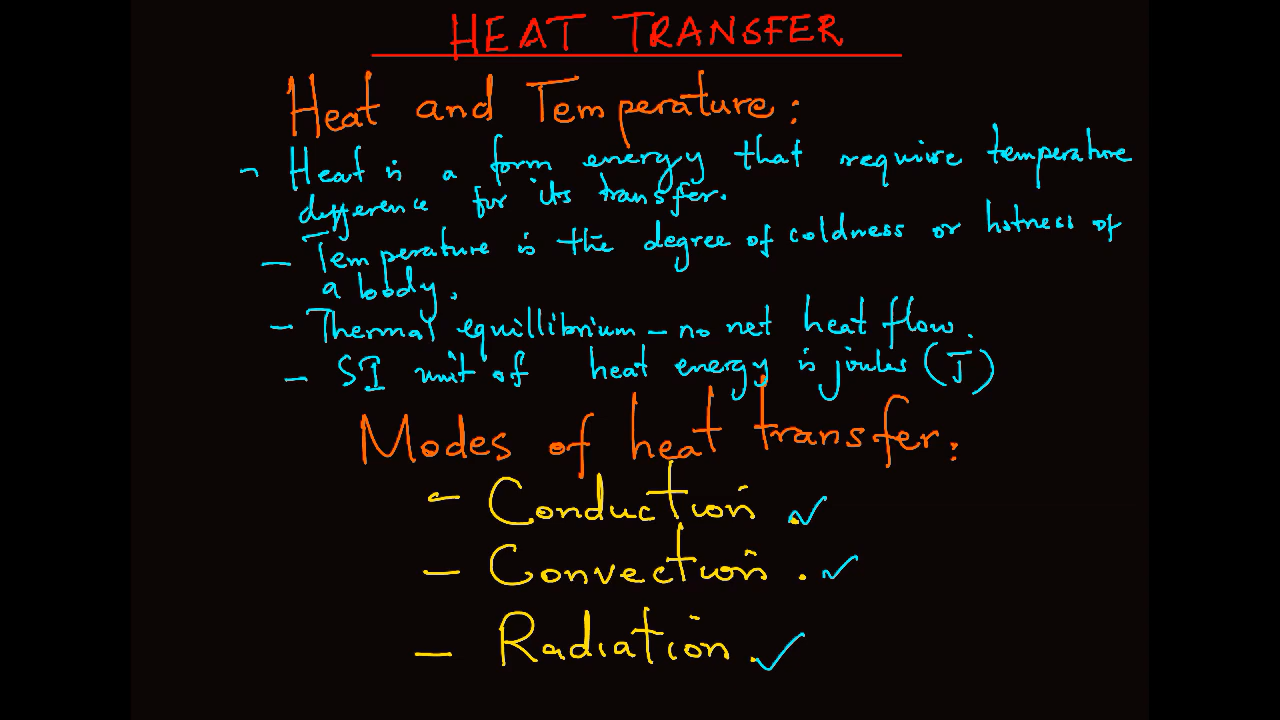 HEAT TRANSFER
Heat and Temperature:
- Heat is a form energy that require temperature
difference for its transfer.
- Temperature is the degree of coldness or hotness of
a body.
- Thermal equillibrium - no net heat flow.
- SI unit of heat energy is joules (J)
Modes of heat transfer:
- Conduction. ✓
- Convection. ✓
- Radiation. ✓